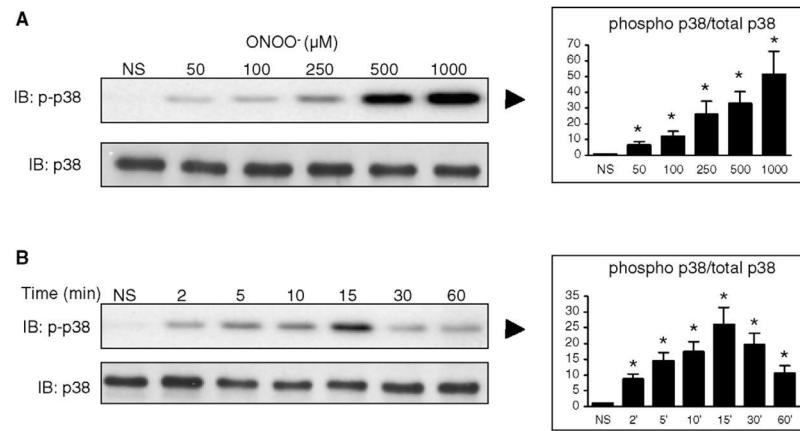 A
ONOO⁻ (µM)
NS 50 100 250 500 1000
IB: p-p38
IB: p38
phospho p38/total p38
70
60
50
40
30
20
10
0
* * * * *
NS 50 100 250 500 1000
B
Time (min) NS 2 5 10 15 30 60
IB: p-p38
IB: p38
phospho p38/total p38
35
30
25
20
15
10
5
0
* * * * * *
NS 2' 5' 10' 15' 30' 60'